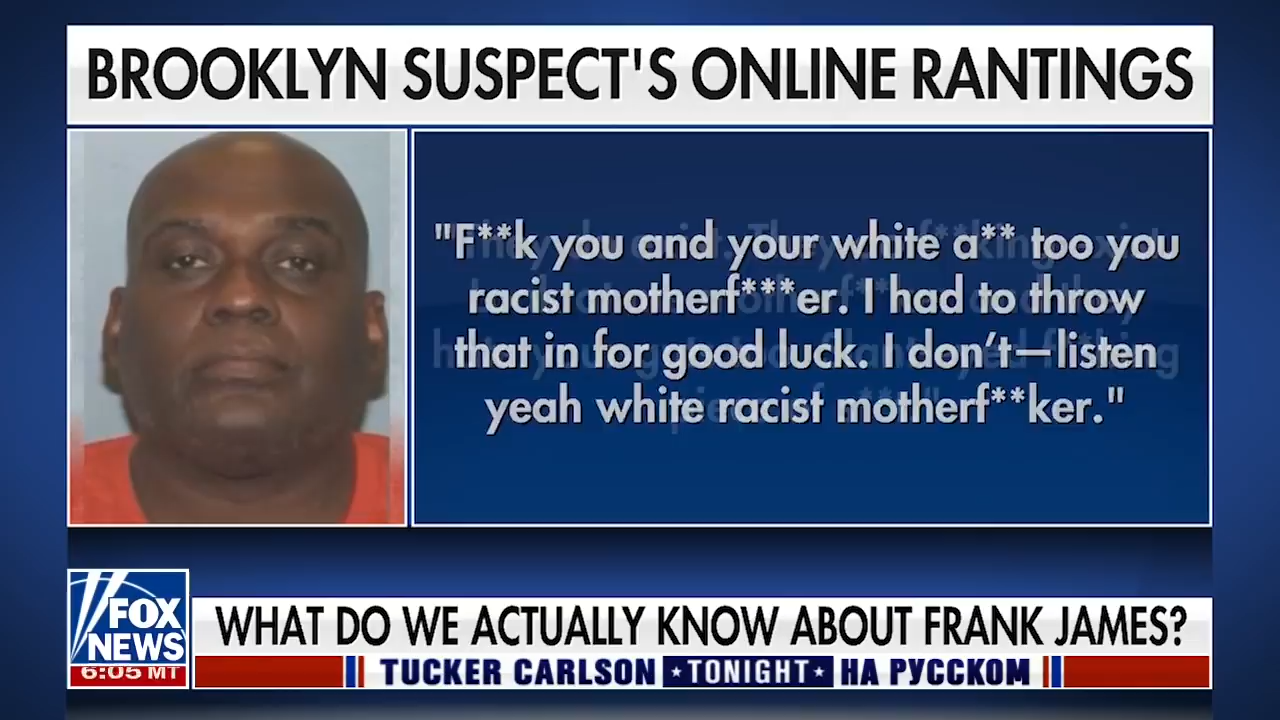 BROOKLYN SUSPECT'S ONLINE RANTINGS
"F**k you and your white a** too you
racist motherf***er. I had to throw
that in for good luck. I don’t—listen
yeah white racist motherf**ker."
FOX
NEWS
6:05 MT
WHAT DO WE ACTUALLY KNOW ABOUT FRANK JAMES?
TUCKER CARLSON TONIGHT НА РУССКОМ